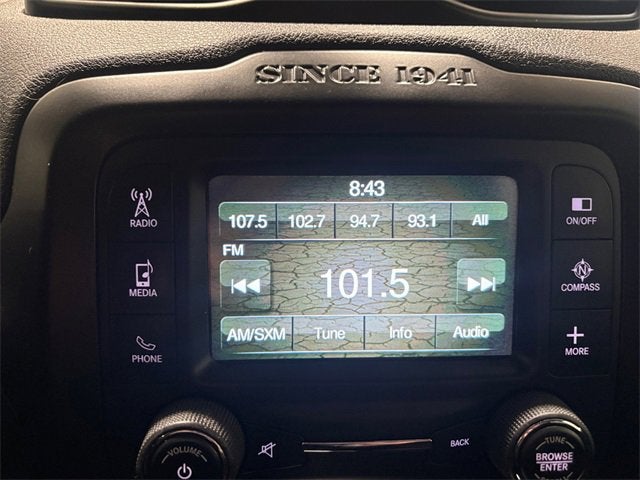 SINCE 1941
8:43
107.5 102.7 94.7 93.1 All
FM
101.5
AM/SXM Tune Info Audio
RADIO
MEDIA
PHONE
ON/OFF
N
COMPASS
MORE
VOLUME
BACK
TUNE
BROWSE
ENTER